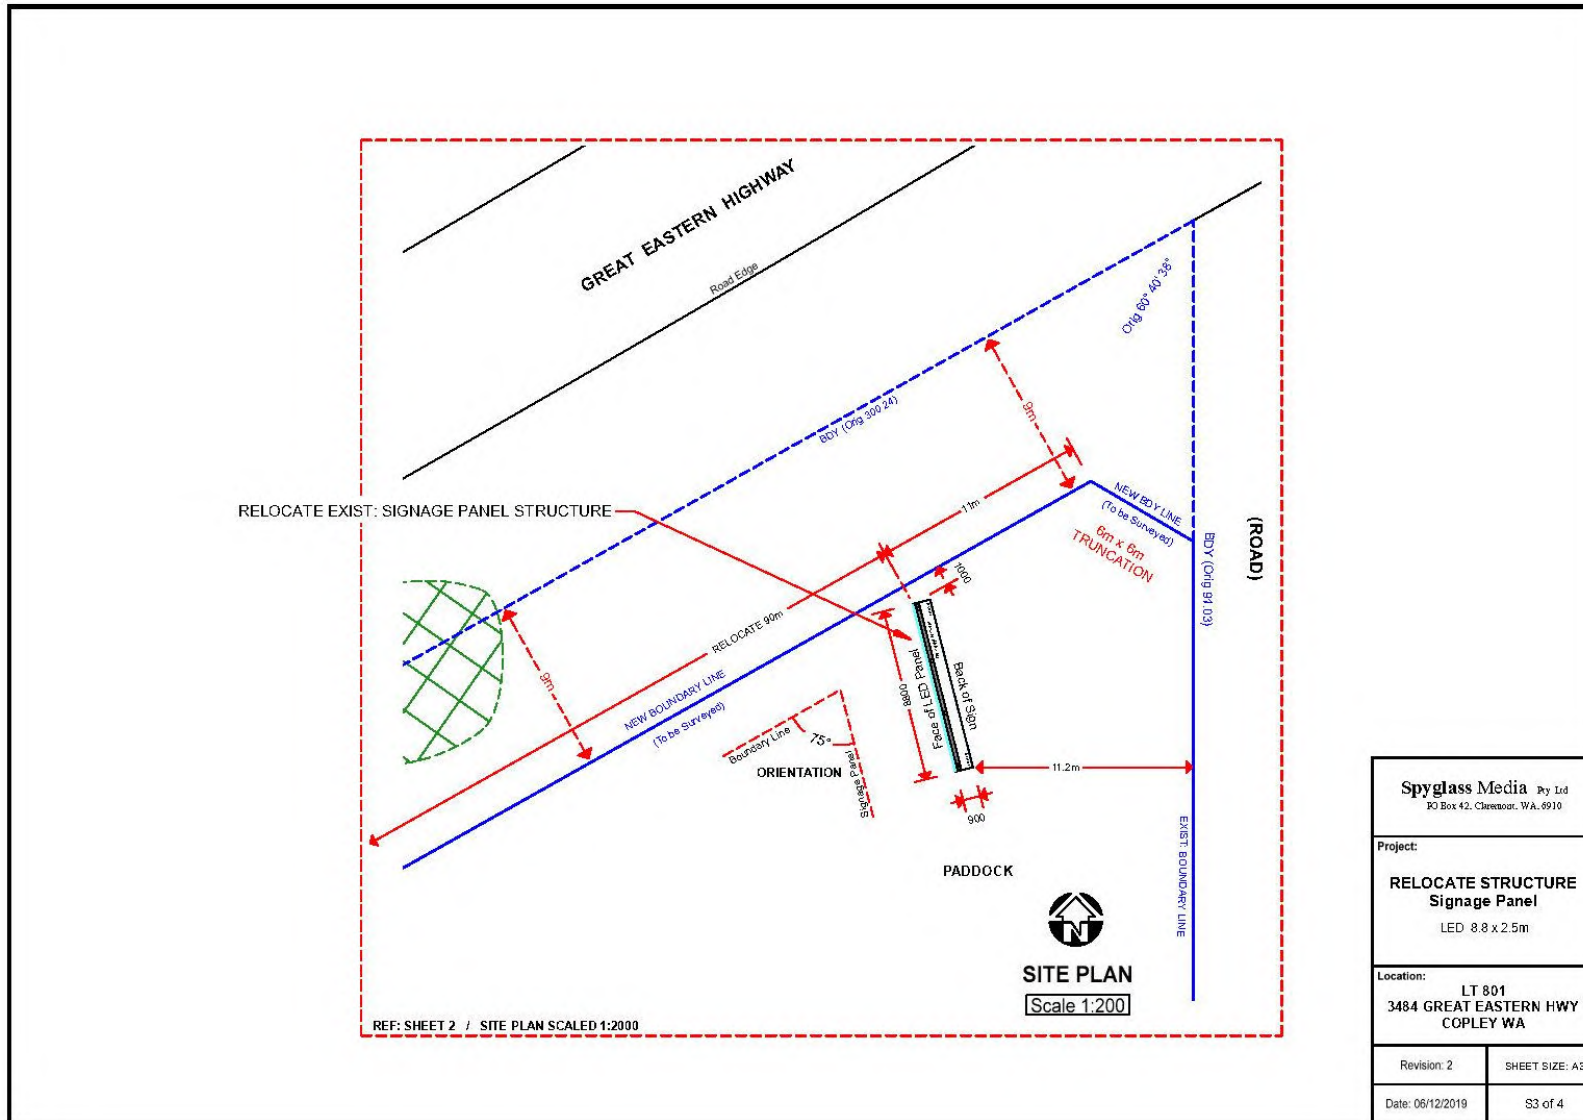 GREAT EASTERN HIGHWAY
Road Edge
Orig 60° 40' 38"
BDY (Orig 300.24)
9m
11m
RELOCATE EXIST: SIGNAGE PANEL STRUCTURE
NEW BDY LINE
(To be Surveyed)
6m x 6m
TRUNCATION
BDY (Orig 91.03)
(ROAD)
1000
RELOCATE 90m
9m
NEW BOUNDARY LINE
(To be Surveyed)
8800
Face of LED Panel
Back of Sign
Boundary Line
75°
Signage Panel
ORIENTATION
11.2m
900
EXIST: BOUNDARY LINE
PADDOCK
N
SITE PLAN
Scale 1:200
REF: SHEET 2 / SITE PLAN SCALED 1:2000
Spyglass Media Pty Ltd
PO Box 42, Claremont, WA, 6910
Project:
RELOCATE STRUCTURE
Signage Panel
LED 8.8 x 2.5m
Location:
LT 801
3484 GREAT EASTERN HWY
COPLEY WA
Revision: 2
SHEET SIZE: A3
Date: 06/12/2019
S3 of 4